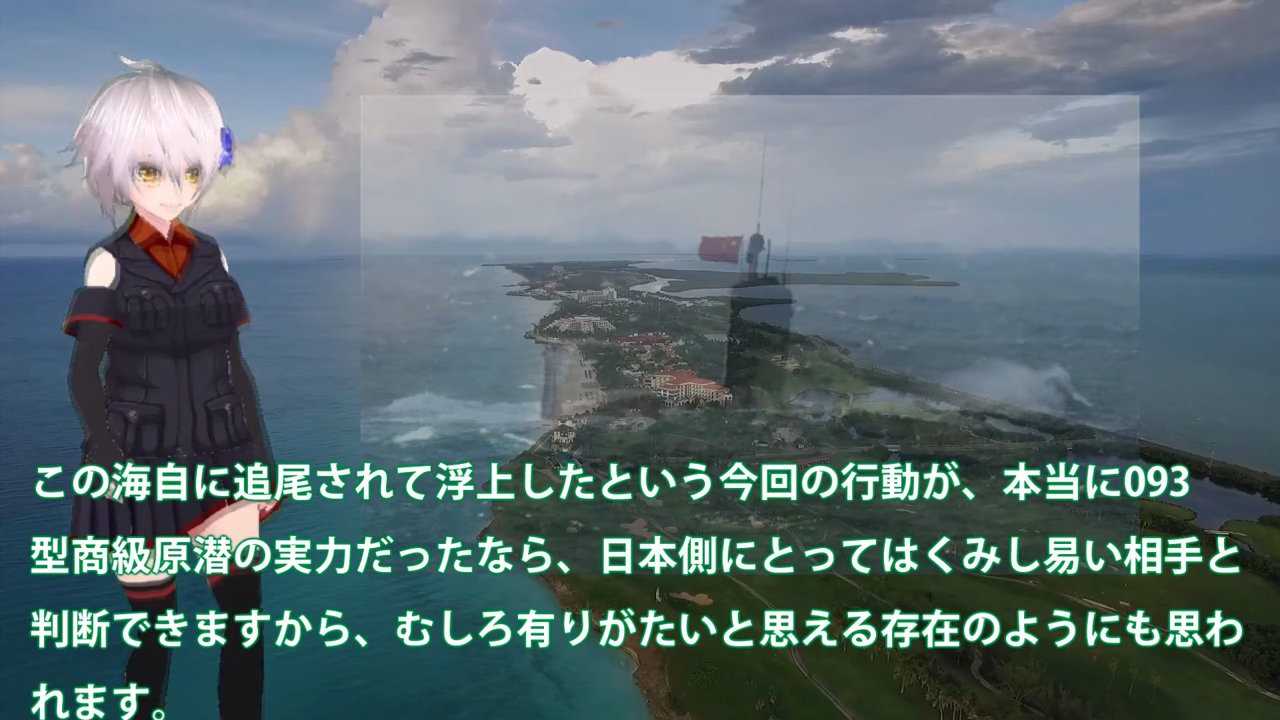 この海自に追尾されて浮上したという今回の行動が、本当に093
型商級原潜の実力だったなら、日本側にとってはくみし易い相手と
判断できますから、むしろ有りがたいと思える存在のようにも思わ
れます。